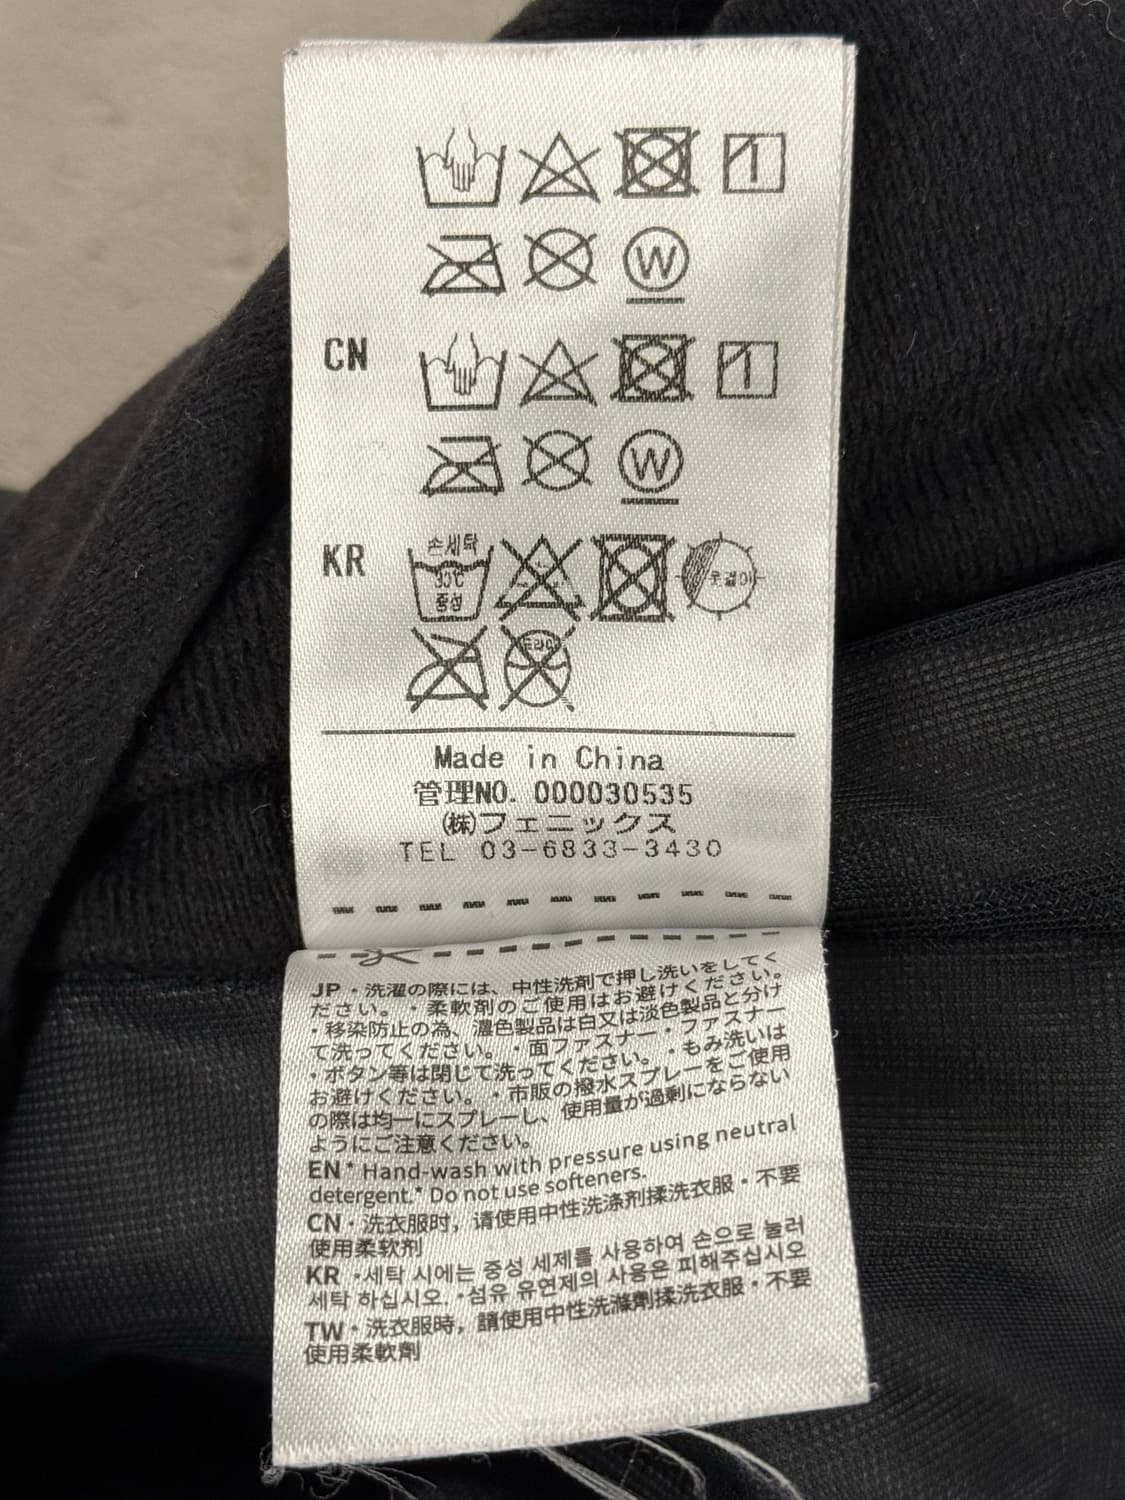 W
CN
W
KR
손세탁
30℃
중성
옷걸이
드라이
Made in China
管理NO. 000030535
㈱フェニックス
TEL 03-6833-3430
JP・洗濯の際には、中性洗剤で押し洗いをしてく
ださい。・柔軟剤のご使用はお避けください。
・移染防止の為、濃色製品は白又は淡色製品と分け
て洗ってください。・面ファスナー・ファスナー
・ボタン等は閉じて洗ってください。・もみ洗いは
お避けください。・市販の撥水スプレーをご使用
の際は均一にスプレーし、使用量が過剰にならない
ようにご注意ください。
EN・Hand-wash with pressure using neutral
detergent.・Do not use softeners.
CN・洗衣服时，请使用中性洗涤剂揉洗衣服・不要
使用柔软剂
KR ・세탁 시에는 중성 세제를 사용하여 손으로 눌러
세탁 하십시오.・섬유 유연제의 사용은 피해주십시오
TW・洗衣服時，請使用中性洗滌劑揉洗衣服・不要
使用柔軟劑